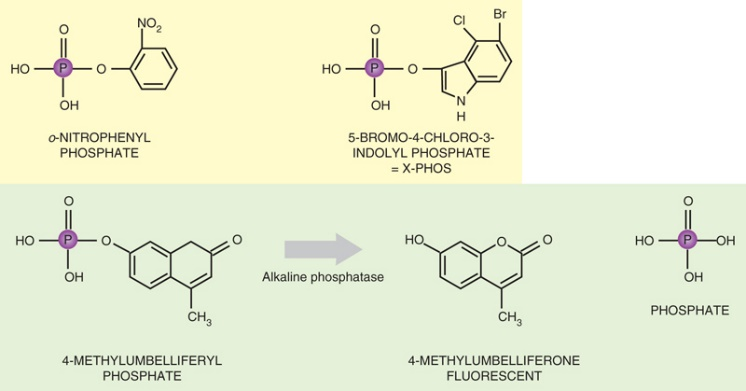 O
NO2
HO P O
OH
o-NITROPHENYL
PHOSPHATE
Cl
Br
O
HO P O
OH
N
H
5-BROMO-4-CHLORO-3-
INDOLYL PHOSPHATE
= X-PHOS
O
HO P O
OH
O
CH3
4-METHYLUMBELLIFERYL
PHOSPHATE
Alkaline phosphatase
HO
O
O
CH3
4-METHYLUMBELLIFERONE
FLUORESCENT
O
HO P OH
OH
PHOSPHATE